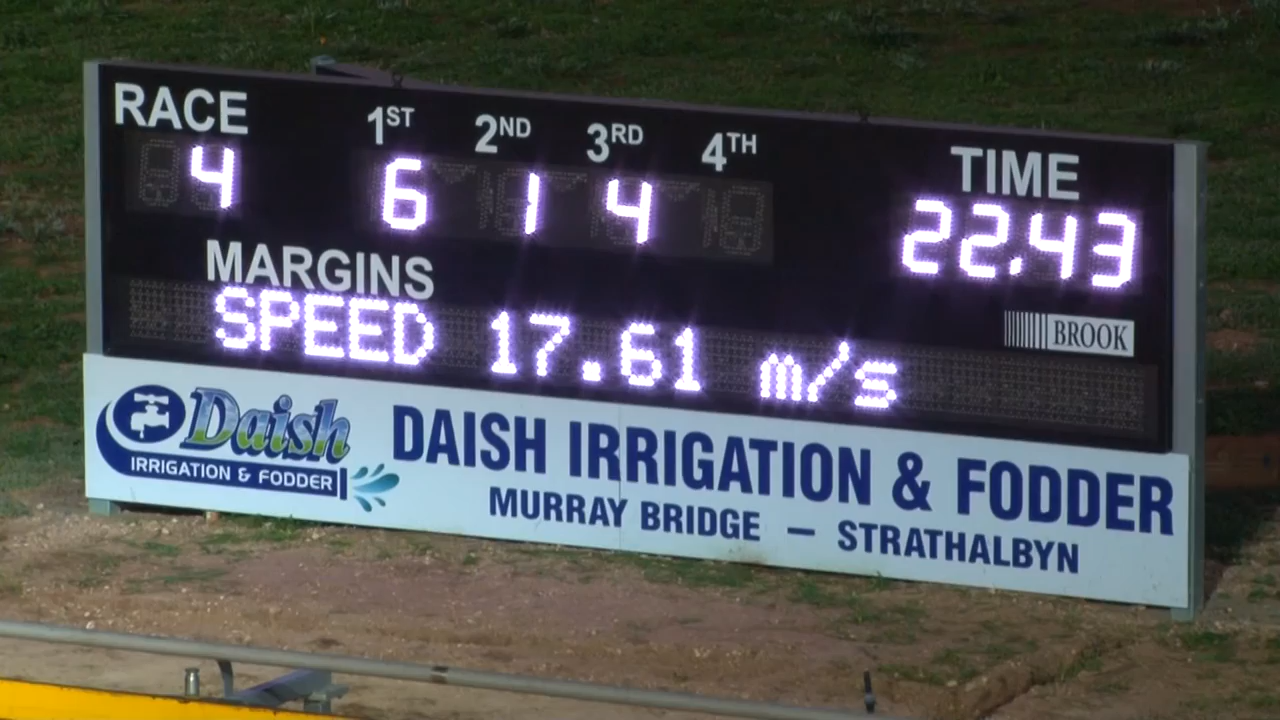 RACE 1ST 2ND 3RD 4TH TIME
4 6 1 4 22.43
MARGINS
SPEED 17.61 m/s
BROOK
Daish
IRRIGATION & FODDER
DAISH IRRIGATION & FODDER
MURRAY BRIDGE — STRATHALBYN